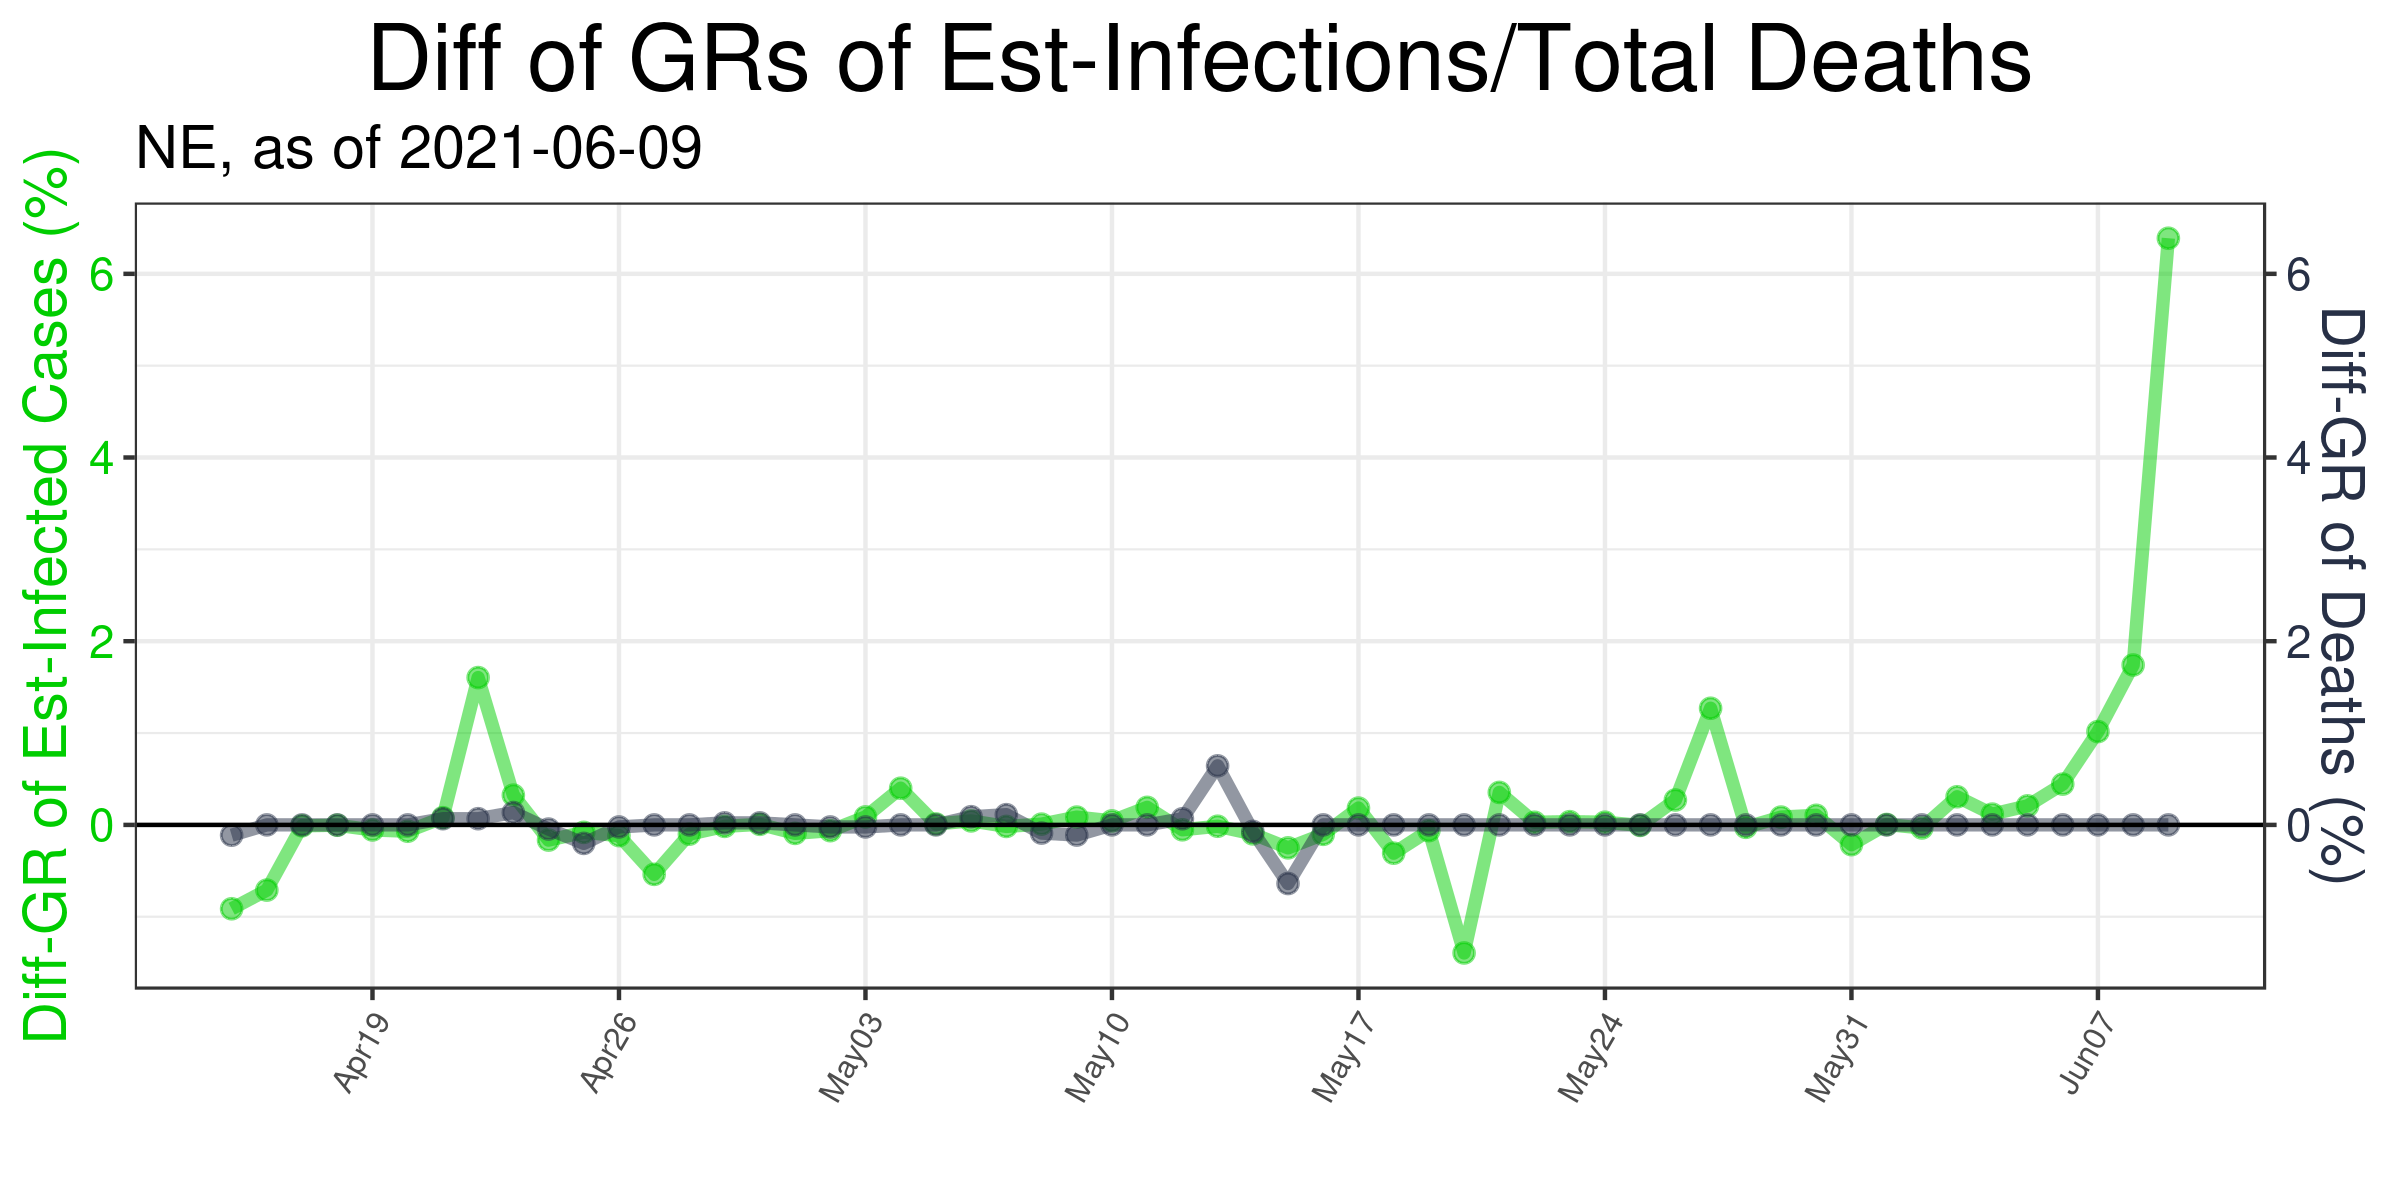 Diff of GRs of Est-Infections/Total Deaths
NE, as of 2021-06-09
Diff-GR of Est-Infected Cases (%)
6
4
2
0
6
4
2
0
Diff-GR of Deaths (%)
Apr19
Apr26
May03
May10
May17
May24
May31
Jun07